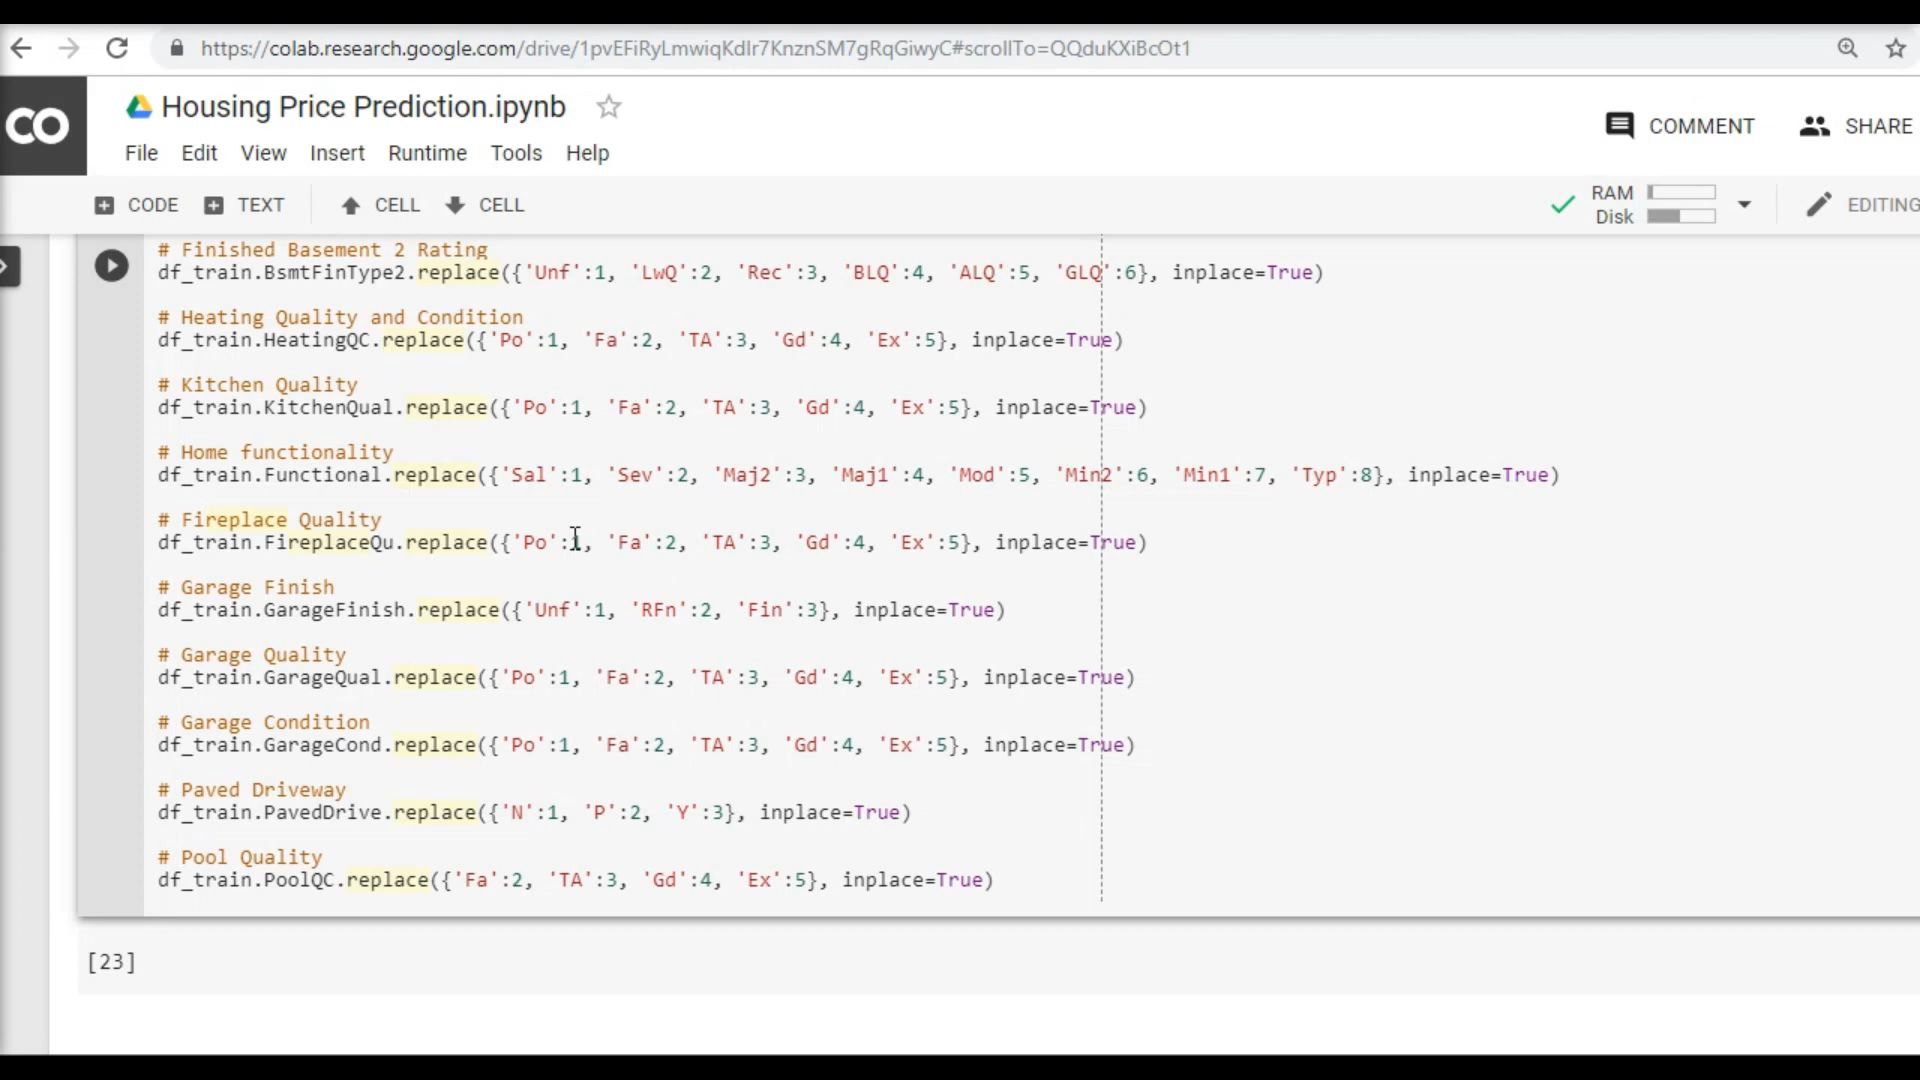 https://colab.research.google.com/drive/1pvEFiRyLmwiqKdIr7KnznSM7gRqGiwyC#scrollTo=QQduKXiBcOt1
CO
Housing Price Prediction.ipynb
File Edit View Insert Runtime Tools Help
COMMENT SHARE
CODE TEXT CELL CELL
RAM
Disk
EDITING
# Finished Basement 2 Rating
df_train.BsmtFinType2.replace({'Unf':1, 'LwQ':2, 'Rec':3, 'BLQ':4, 'ALQ':5, 'GLQ':6}, inplace=True)
# Heating Quality and Condition
df_train.HeatingQC.replace({'Po':1, 'Fa':2, 'TA':3, 'Gd':4, 'Ex':5}, inplace=True)
# Kitchen Quality
df_train.KitchenQual.replace({'Po':1, 'Fa':2, 'TA':3, 'Gd':4, 'Ex':5}, inplace=True)
# Home functionality
df_train.Functional.replace({'Sal':1, 'Sev':2, 'Maj2':3, 'Maj1':4, 'Mod':5, 'Min2':6, 'Min1':7, 'Typ':8}, inplace=True)
# Fireplace Quality
df_train.FireplaceQu.replace({'Po':1, 'Fa':2, 'TA':3, 'Gd':4, 'Ex':5}, inplace=True)
# Garage Finish
df_train.GarageFinish.replace({'Unf':1, 'RFn':2, 'Fin':3}, inplace=True)
# Garage Quality
df_train.GarageQual.replace({'Po':1, 'Fa':2, 'TA':3, 'Gd':4, 'Ex':5}, inplace=True)
# Garage Condition
df_train.GarageCond.replace({'Po':1, 'Fa':2, 'TA':3, 'Gd':4, 'Ex':5}, inplace=True)
# Paved Driveway
df_train.PavedDrive.replace({'N':1, 'P':2, 'Y':3}, inplace=True)
# Pool Quality
df_train.PoolQC.replace({'Fa':2, 'TA':3, 'Gd':4, 'Ex':5}, inplace=True)
[23]